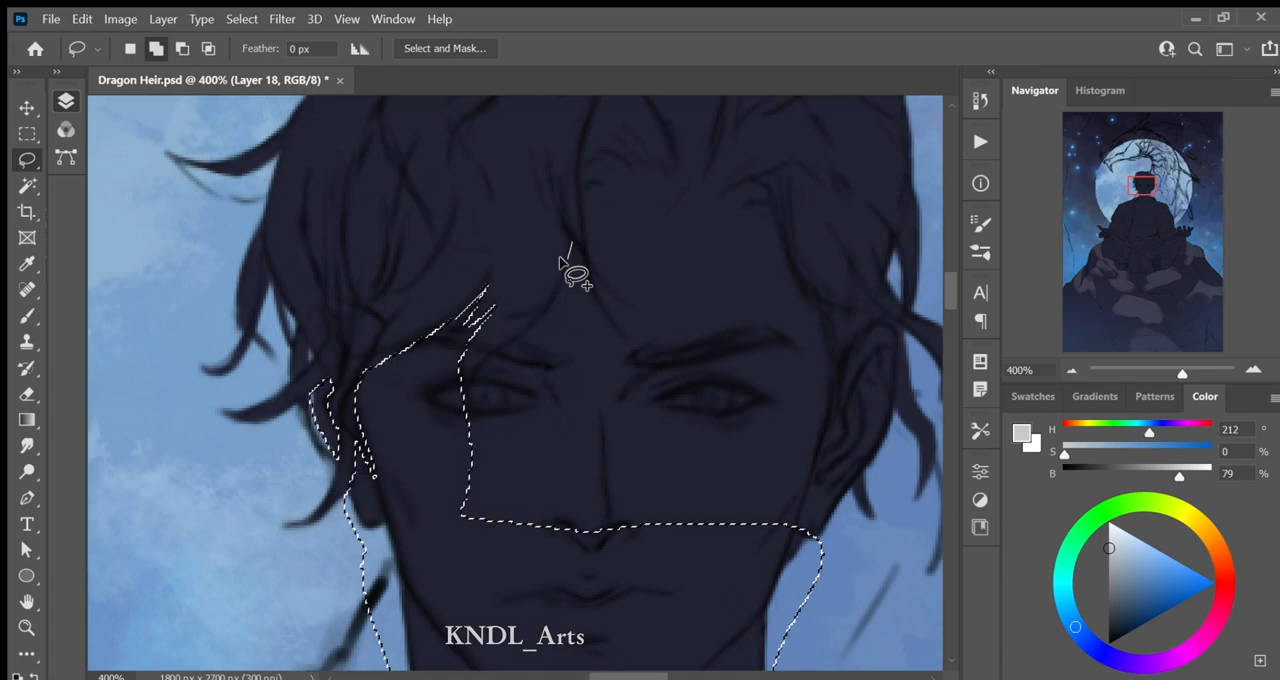 Ps File Edit Image Layer Type Select Filter 3D View Window Help
Feather: 0 px Select and Mask...
Dragon Heir.psd @ 400% (Layer 18, RGB/8) *
Navigator Histogram
400%
Swatches Gradients Patterns Color
H 212 °
S 0 %
B 79 %
A
T
KNDL_Arts
400% 1800 px x 2700 px (300 ppi)